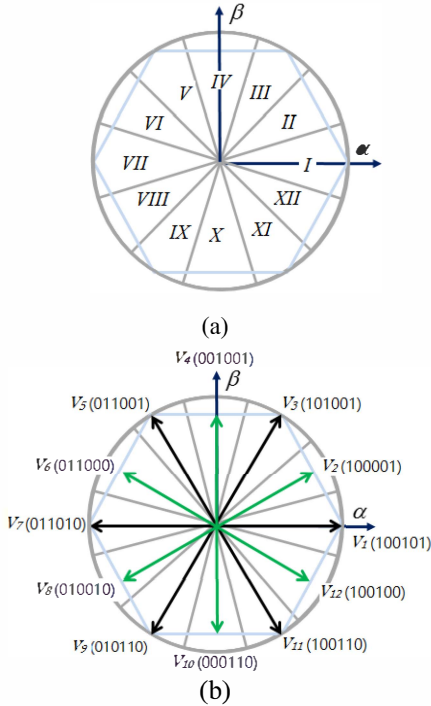 β
IV
V
III
VI
II
α
VII
I
VIII
XII
IX
X
XI
(a)
V4 (001001)
β
V5 (011001)
V3 (101001)
V6 (011000)
V2 (100001)
V7 (011010)
α
V1 (100101)
V8 (010010)
V12 (100100)
V9 (010110)
V10 (000110)
V11 (100110)
(b)